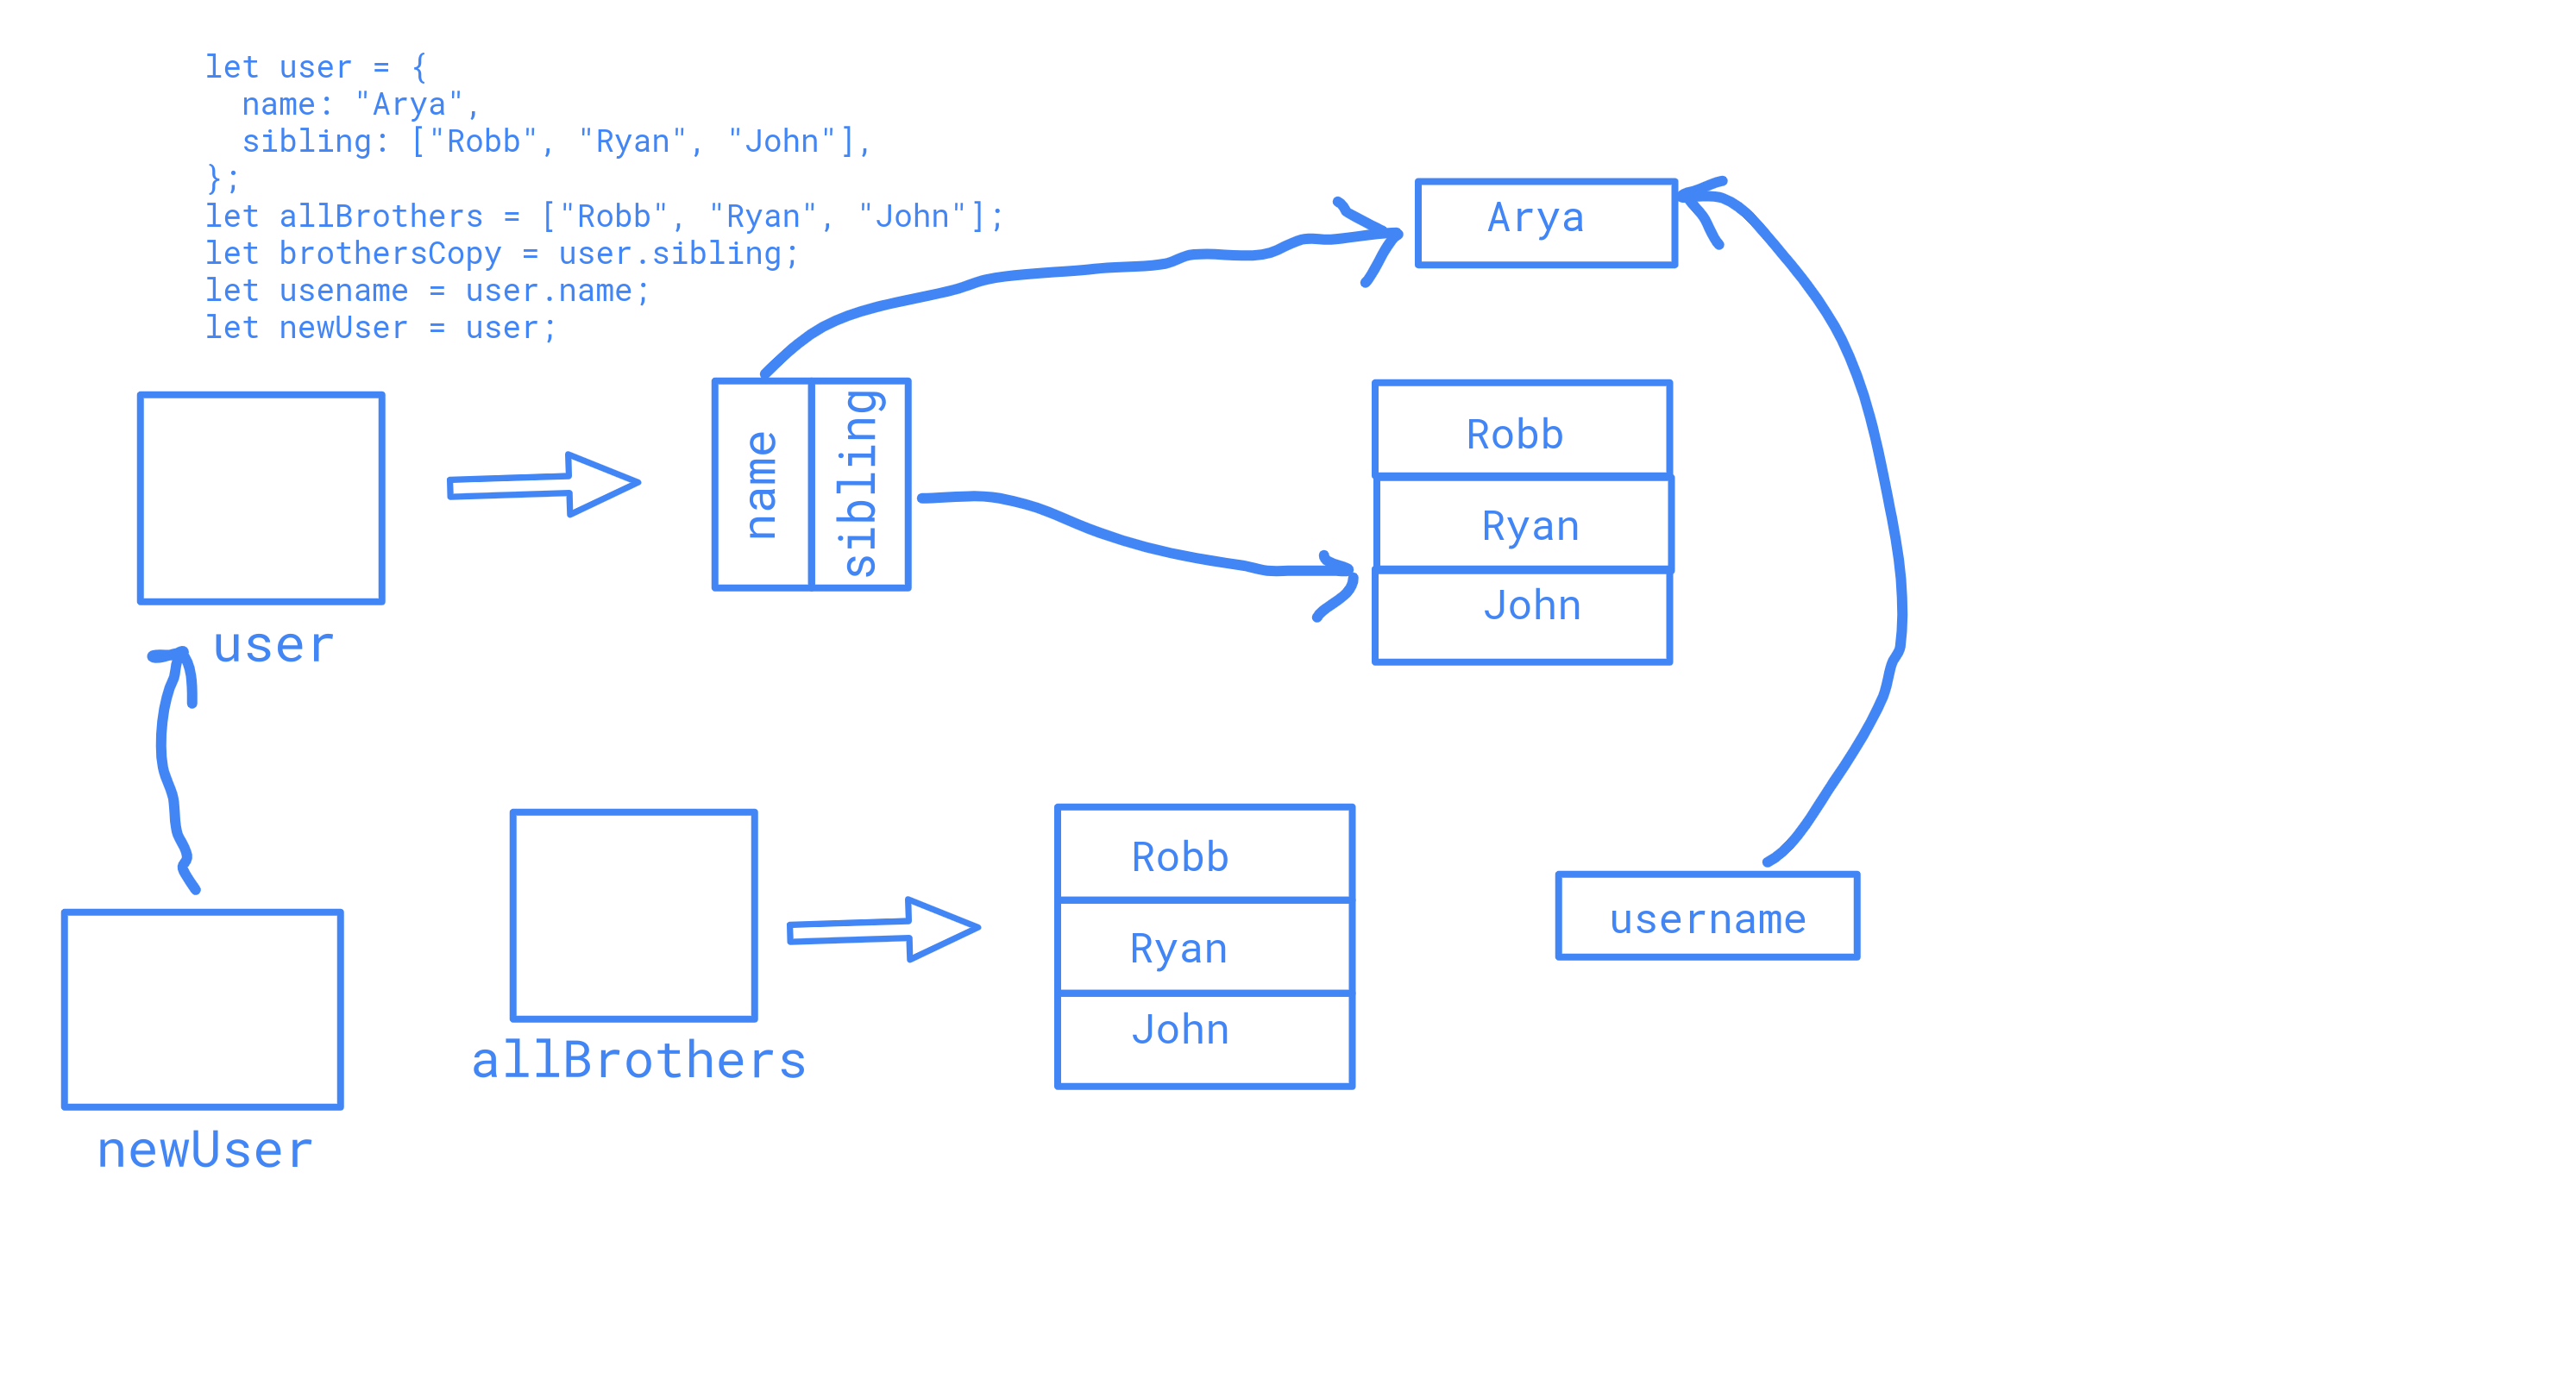 let user = {
  name: "Arya",
  sibling: ["Robb", "Ryan", "John"],
};
let allBrothers = ["Robb", "Ryan", "John"];
let brothersCopy = user.sibling;
let usename = user.name;
let newUser = user;
Arya
name
sibling
Robb
Ryan
John
user
Robb
Ryan
John
username
allBrothers
newUser